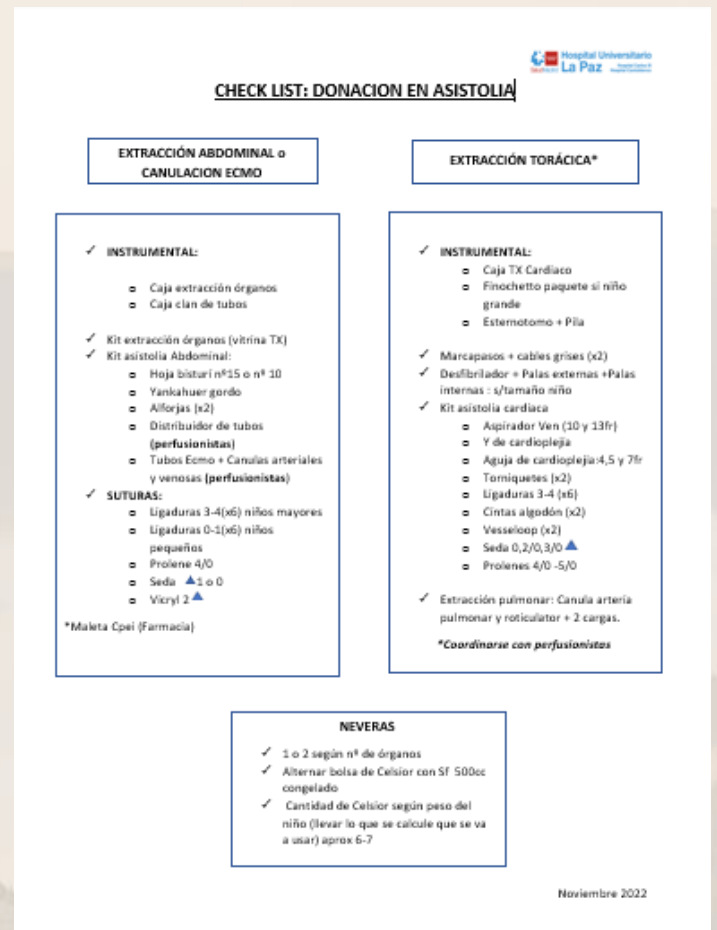 Hospital Universitario
La Paz
CHECK LIST: DONACION EN ASISTOLIA
EXTRACCIÓN ABDOMINAL o
CANULACION ECMO
✓ INSTRUMENTAL:
Caja extracción órganos
Caja clan de tubos
✓ Kit extracción órganos (vitrina TX)
✓ Kit asistolia Abdominal:
Hoja bisturí nº15 o nº 10
Yankahuer gordo
Alforjas (x2)
Distribuidor de tubos
(perfusionistas)
Tubos Ecmo + Canulas arteriales
y venosas (perfusionistas)
✓ SUTURAS:
Ligaduras 3-4(x6) niños mayores
Ligaduras 0-1(x6) niños
pequeños
Prolene 4/0
Seda ▲1 o 0
Vicryl 2 ▲
*Maleta Cpei (Farmacia)
EXTRACCIÓN TORÁCICA*
✓ INSTRUMENTAL:
Caja TX Cardiaco
Finochetto paquete si niño
grande
Esternotomo + Pila
✓ Marcapasos + cables grises (x2)
✓ Desfibrilador + Palas externas +Palas
internas : s/tamaño niño
✓ Kit asistolia cardiaca
Aspirador Ven (10 y 13fr)
Y de cardioplejia
Aguja de cardioplejia:4,5 y 7fr
Torniquetes (x2)
Ligaduras 3-4 (x6)
Cintas algodón (x2)
Vesseloop (x2)
Seda 0,2/0,3/0 ▲
Prolenes 4/0 -5/0
✓ Extracción pulmonar: Canula arteria
pulmonar y roticulator + 2 cargas.
*Coordinarse con perfusionistas
NEVERAS
✓ 1 o 2 según nº de órganos
✓ Alternar bolsa de Celsior con Sf 500cc
congelado
✓ Cantidad de Celsior según peso del
niño (llevar lo que se calcule que se va
a usar) aprox 6-7
Noviembre 2022